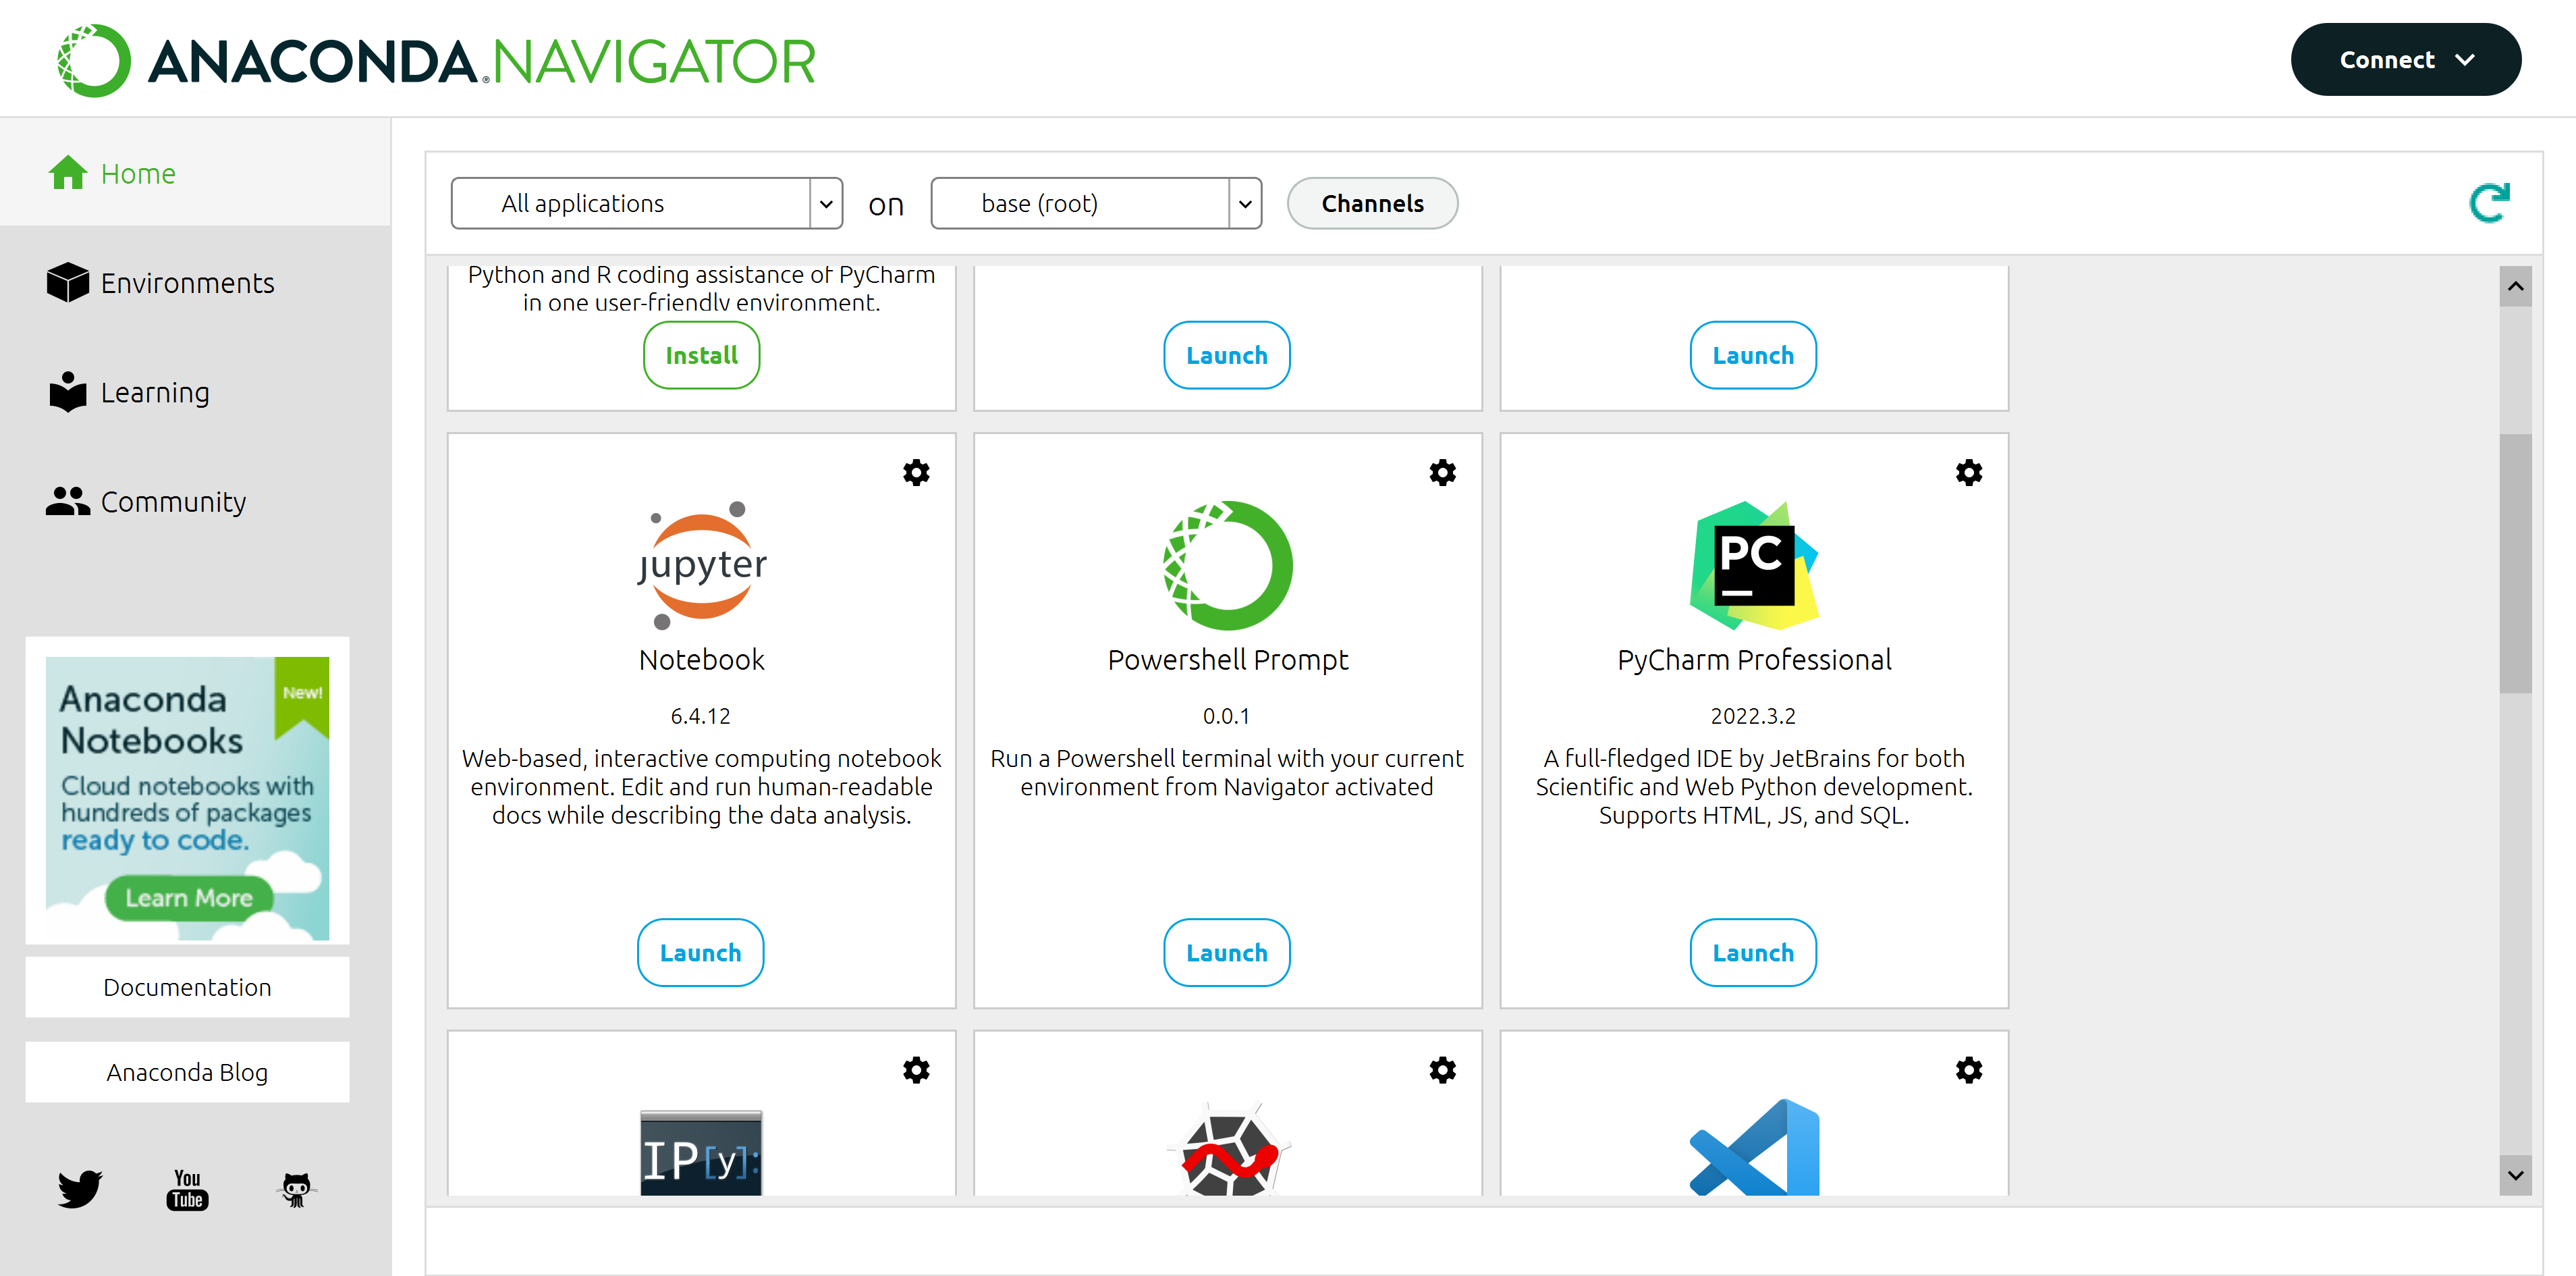 ANACONDA.NAVIGATOR
Connect
Home
Environments
Learning
Community
Anaconda
Notebooks
New!
Cloud notebooks with
hundreds of packages
ready to code.
Learn More
Documentation
Anaconda Blog
You
Tube
All applications
on
base (root)
Channels
Python and R coding assistance of PyCharm
in one user-friendly environment.
Install
Launch
Launch
jupyter
Notebook
6.4.12
Web-based, interactive computing notebook
environment. Edit and run human-readable
docs while describing the data analysis.
Launch
Powershell Prompt
0.0.1
Run a Powershell terminal with your current
environment from Navigator activated
Launch
PC
PyCharm Professional
2022.3.2
A full-fledged IDE by JetBrains for both
Scientific and Web Python development.
Supports HTML, JS, and SQL.
Launch
IP[y]: